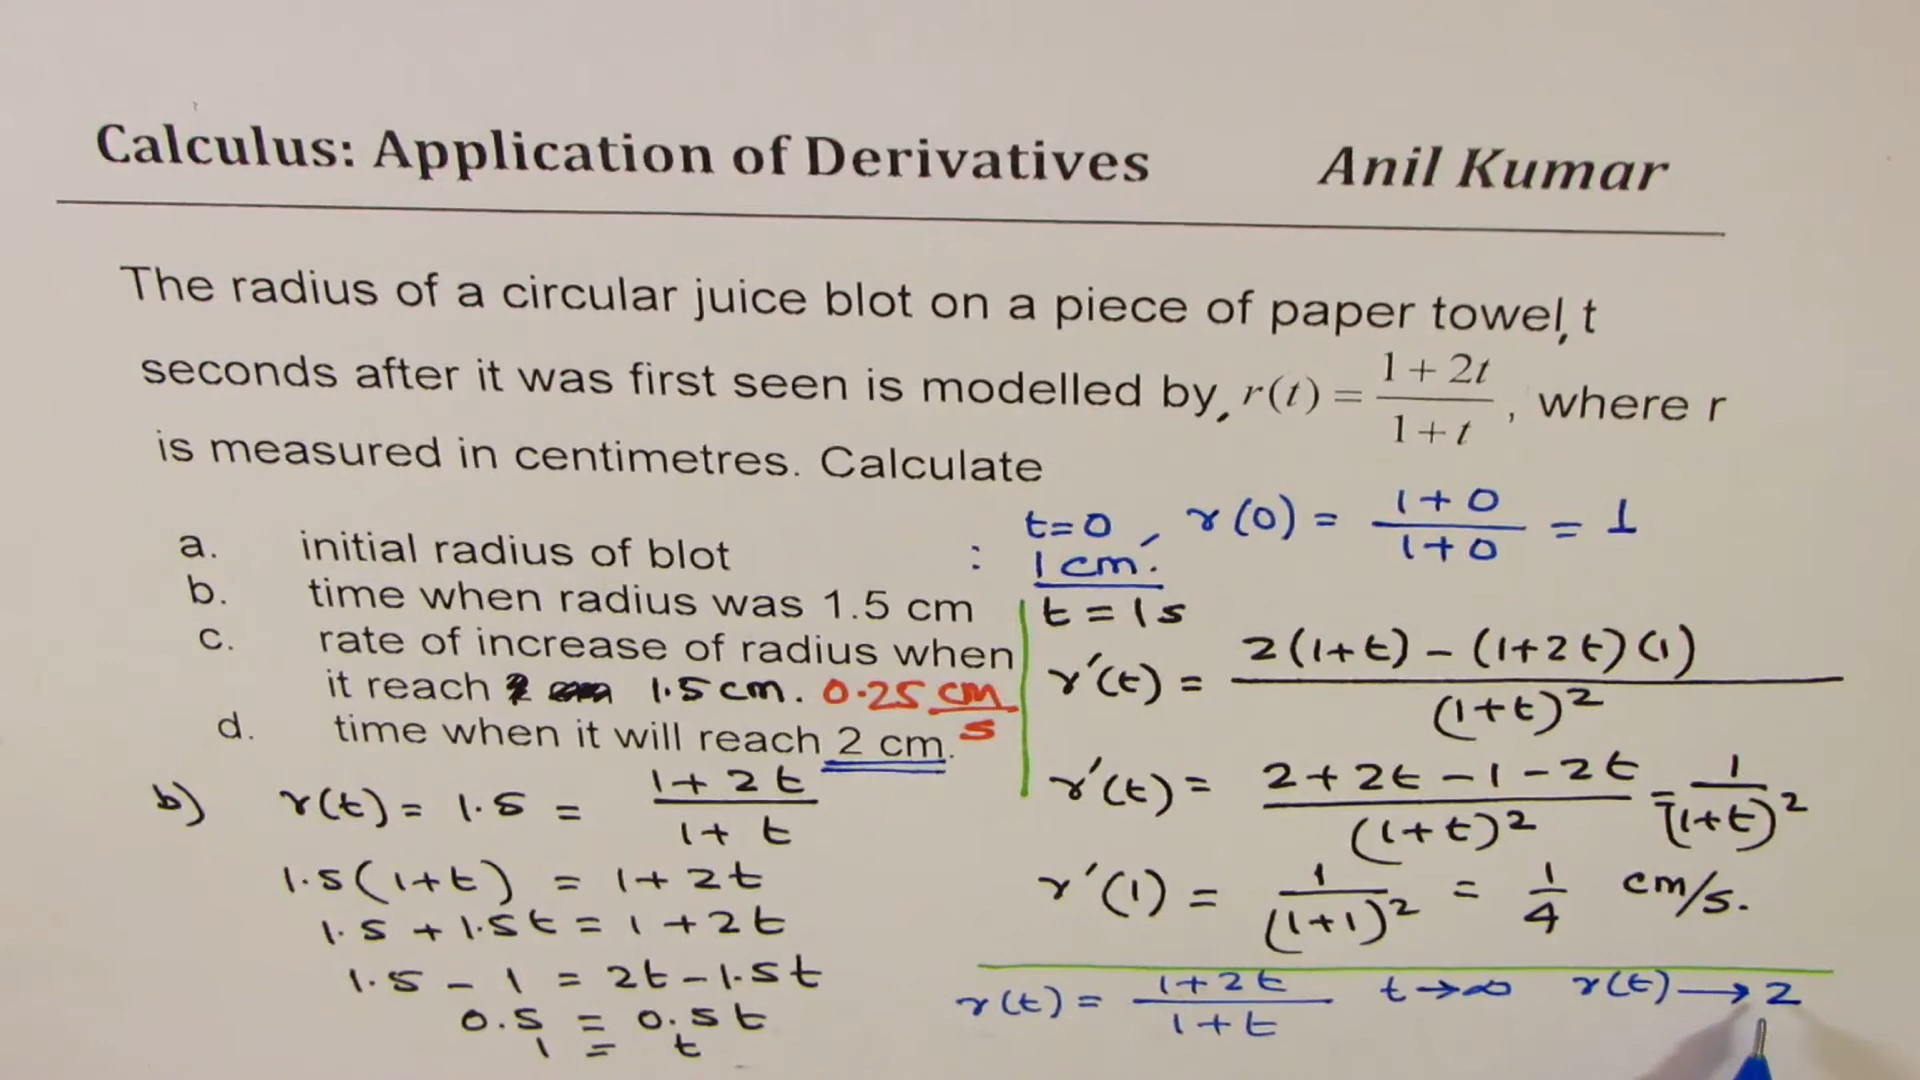 Calculus: Application of Derivatives Anil Kumar
The radius of a circular juice blot on a piece of paper towel, t
seconds after it was first seen is modelled by, r(t) = (1 + 2t)/(1 + t), where r
is measured in centimetres. Calculate
t=0, r(0) = (1+0)/(1+0) = 1
a. initial radius of blot : 1 cm.
b. time when radius was 1.5 cm t = 1s
c. rate of increase of radius when
it reach 1.5 cm. 0.25 cm/s
d. time when it will reach 2 cm.
r'(t) = (2(1+t) - (1+2t)(1))/(1+t)²
r'(t) = (2+2t-1-2t)/(1+t)² = 1/(1+t)²
r'(1) = 1/(1+1)² = 1/4 cm/s.
b) r(t) = 1.5 = (1+2t)/(1+t)
1.5(1+t) = 1+2t
1.5 + 1.5t = 1+2t
1.5 - 1 = 2t-1.5t
0.5 = 0.5t
1 = t
r(t) = (1+2t)/(1+t) t→∞ r(t) → 2